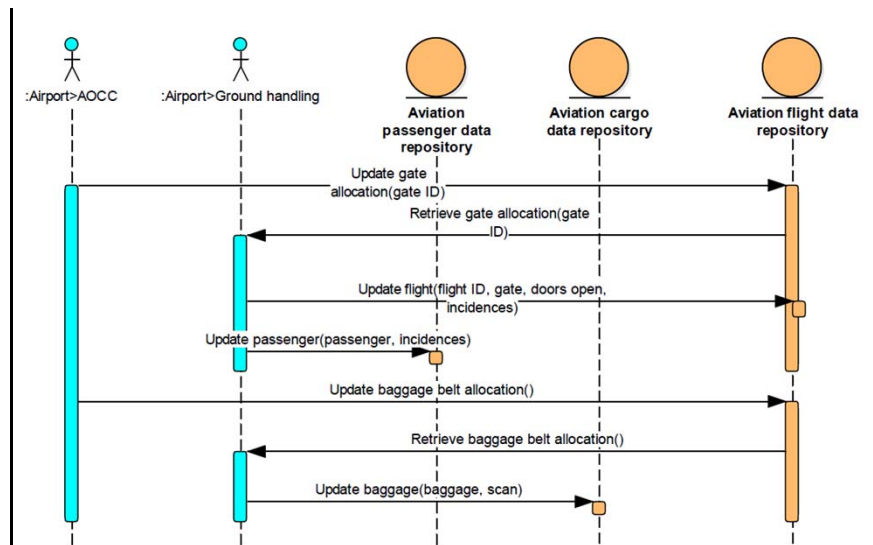 :Airport>AOCC
:Airport>Ground handling
Aviation
passenger data
repository
Aviation cargo
data repository
Aviation flight data
repository
Update gate
allocation(gate ID)
Retrieve gate allocation(gate
ID)
Update flight(flight ID, gate, doors open,
incidences)
Update passenger(passenger, incidences)
Update baggage belt allocation()
Retrieve baggage belt allocation()
Update baggage(baggage, scan)